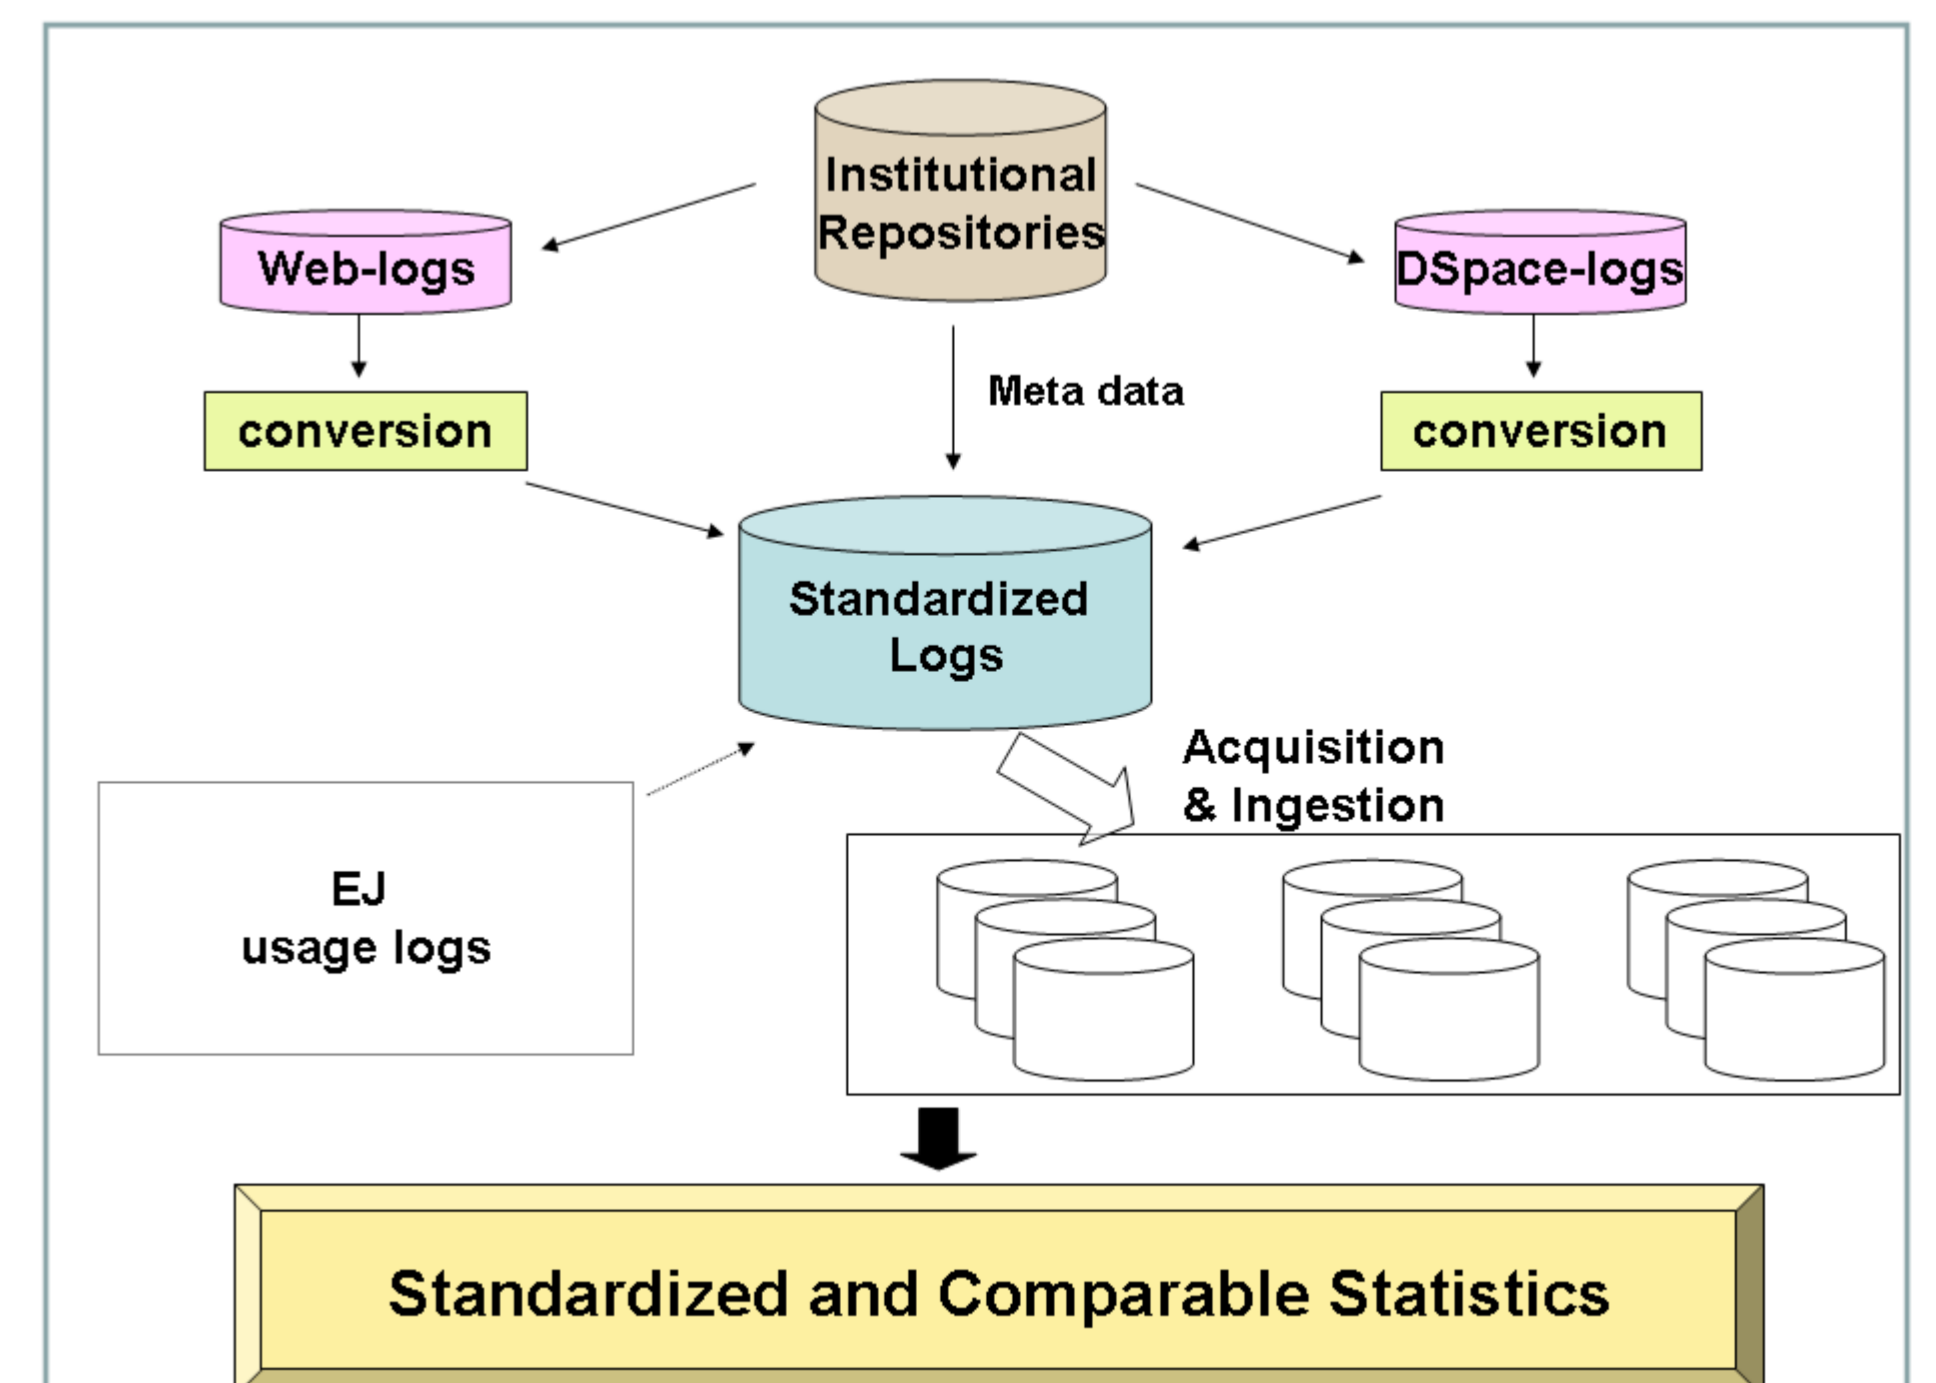 Institutional
Repositories
Web-logs
DSpace-logs
Meta data
conversion
conversion
Standardized
Logs
Acquisition
& Ingestion
EJ
usage logs
Standardized and Comparable Statistics